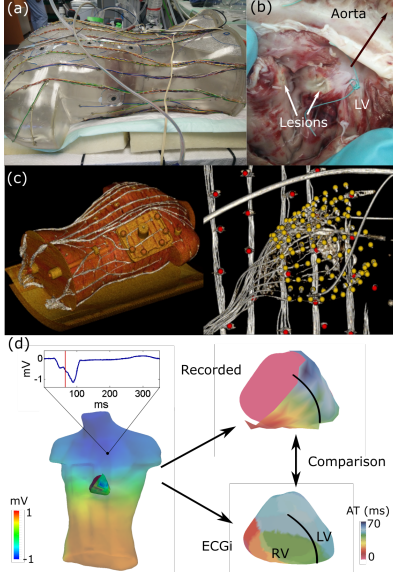 (a)
(b)
Aorta
LV
Lesions
(c)
(d)
mV
0
-1
100 200 300
ms
Recorded
Comparison
mV
1
-1
ECGi
RV
LV
AT (ms)
70
0